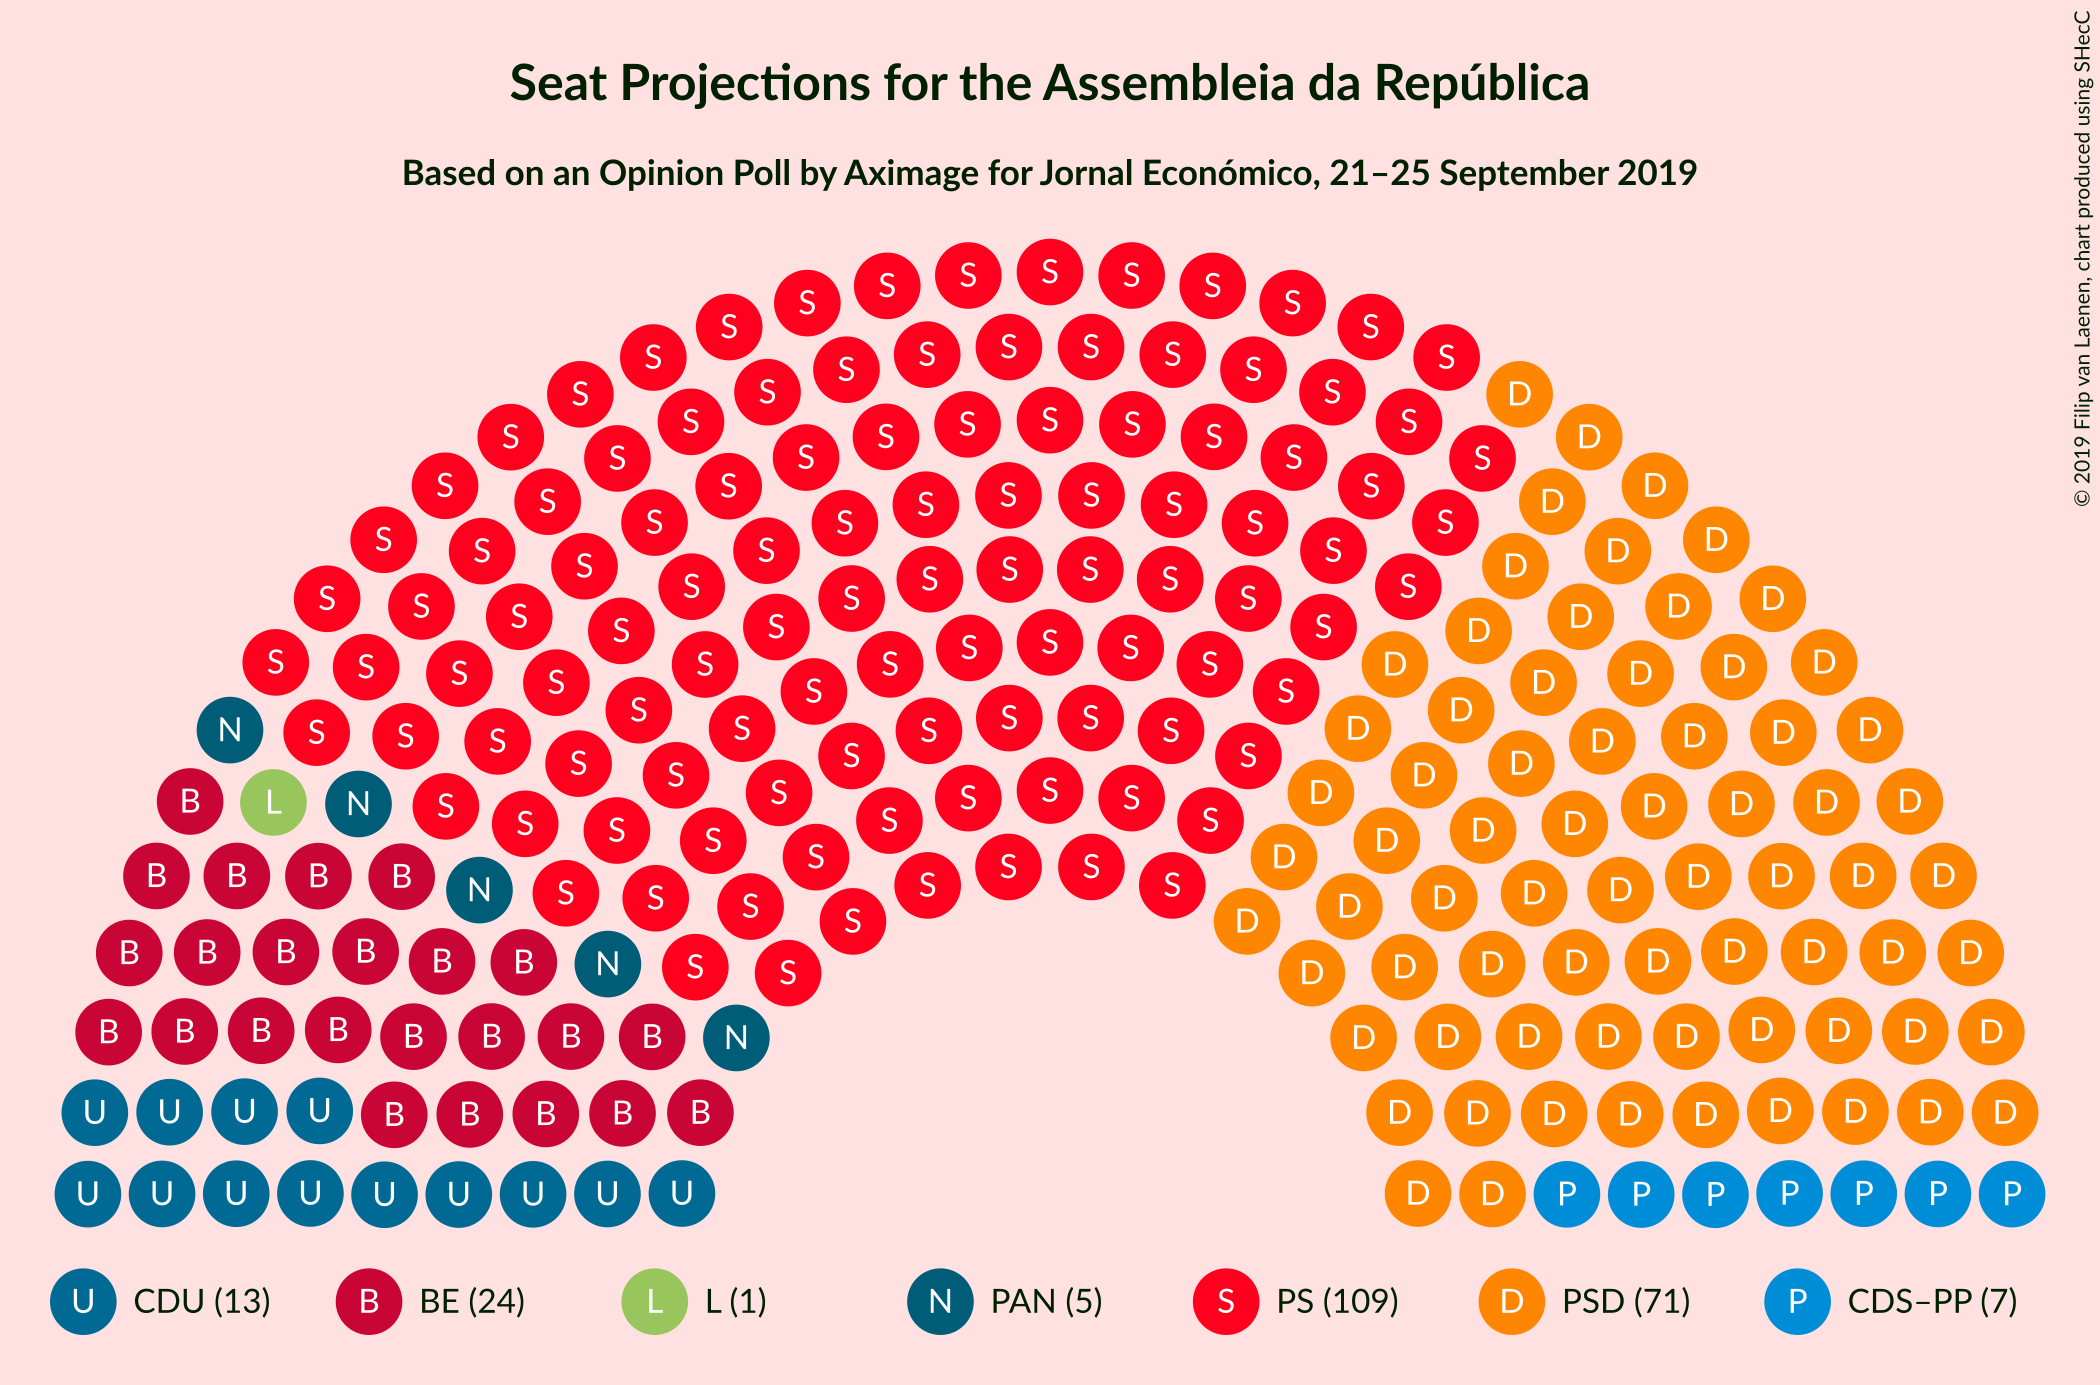 Seat Projections for the Assembleia da República
Based on an Opinion Poll by Aximage for Jornal Económico, 21–25 September 2019
© 2019 Filip van Laenen, chart produced using SHecC
S S S S S S S S S S S S S S S S S S S S S S S S S S S S S S S S S S S S S S S S S S S S S S S S S S S S S S S S S S S S S S S S S S S S S S S S S S S S S S S S S S S S S S S S S S S S S S S S S S S S S S S S S S S S S
D D D D D D D D D D D D D D D D D D D D D D D D D D D D D D D D D D D D D D D D D D D D D D D D D D D D D D D D D D D D D D D D D D D D D D D
N N N N N
L
B B B B B B B B B B B B B B B B B B B B B B B B
U U U U U U U U U U U U U
P P P P P P P
U CDU (13) B BE (24) L L (1) N PAN (5) S PS (109) D PSD (71) P CDS–PP (7)